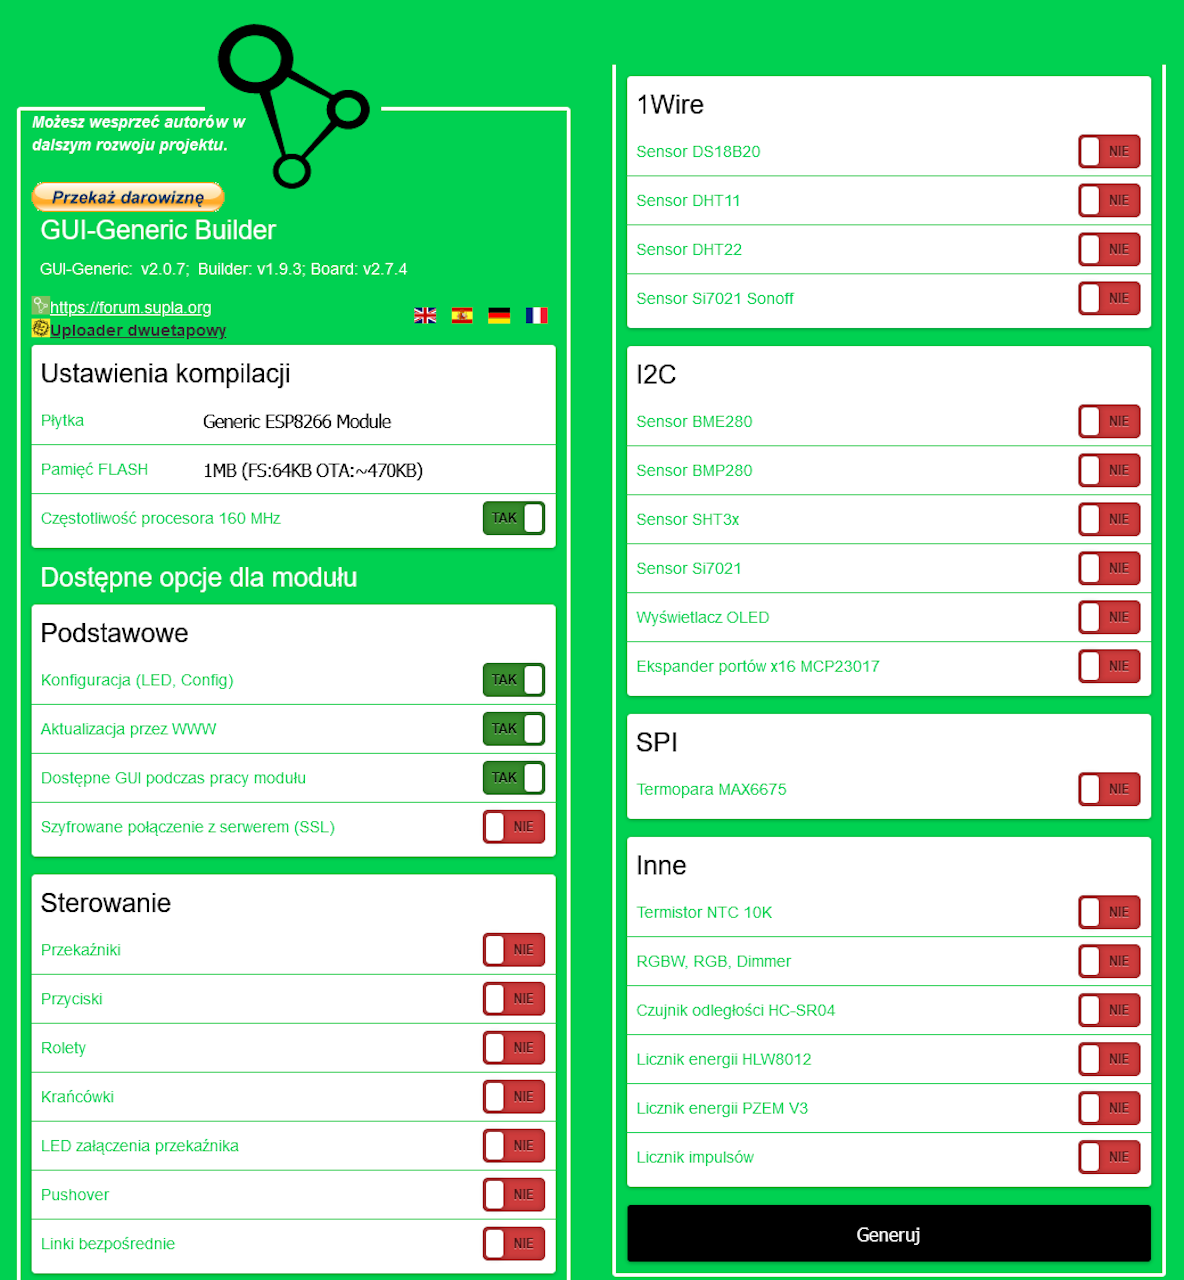 Możesz wesprzeć autorów w
dalszym rozwoju projektu.
Przekaż darowiznę
GUI-Generic Builder
GUI-Generic: v2.0.7; Builder: v1.9.3; Board: v2.7.4
https://forum.supla.org
Uploader dwuetapowy
Ustawienia kompilacji
Płytka Generic ESP8266 Module
Pamięć FLASH 1MB (FS:64KB OTA:~470KB)
Częstotliwość procesora 160 MHz TAK
Dostępne opcje dla modułu
Podstawowe
Konfiguracja (LED, Config) TAK
Aktualizacja przez WWW TAK
Dostępne GUI podczas pracy modułu TAK
Szyfrowane połączenie z serwerem (SSL) NIE
Sterowanie
Przekaźniki NIE
Przyciski NIE
Rolety NIE
Krańcówki NIE
LED załączenia przekaźnika NIE
Pushover NIE
Linki bezpośrednie NIE
1Wire
Sensor DS18B20 NIE
Sensor DHT11 NIE
Sensor DHT22 NIE
Sensor Si7021 Sonoff NIE
I2C
Sensor BME280 NIE
Sensor BMP280 NIE
Sensor SHT3x NIE
Sensor Si7021 NIE
Wyświetlacz OLED NIE
Ekspander portów x16 MCP23017 NIE
SPI
Termopara MAX6675 NIE
Inne
Termistor NTC 10K NIE
RGBW, RGB, Dimmer NIE
Czujnik odległości HC-SR04 NIE
Licznik energii HLW8012 NIE
Licznik energii PZEM V3 NIE
Licznik impulsów NIE
Generuj